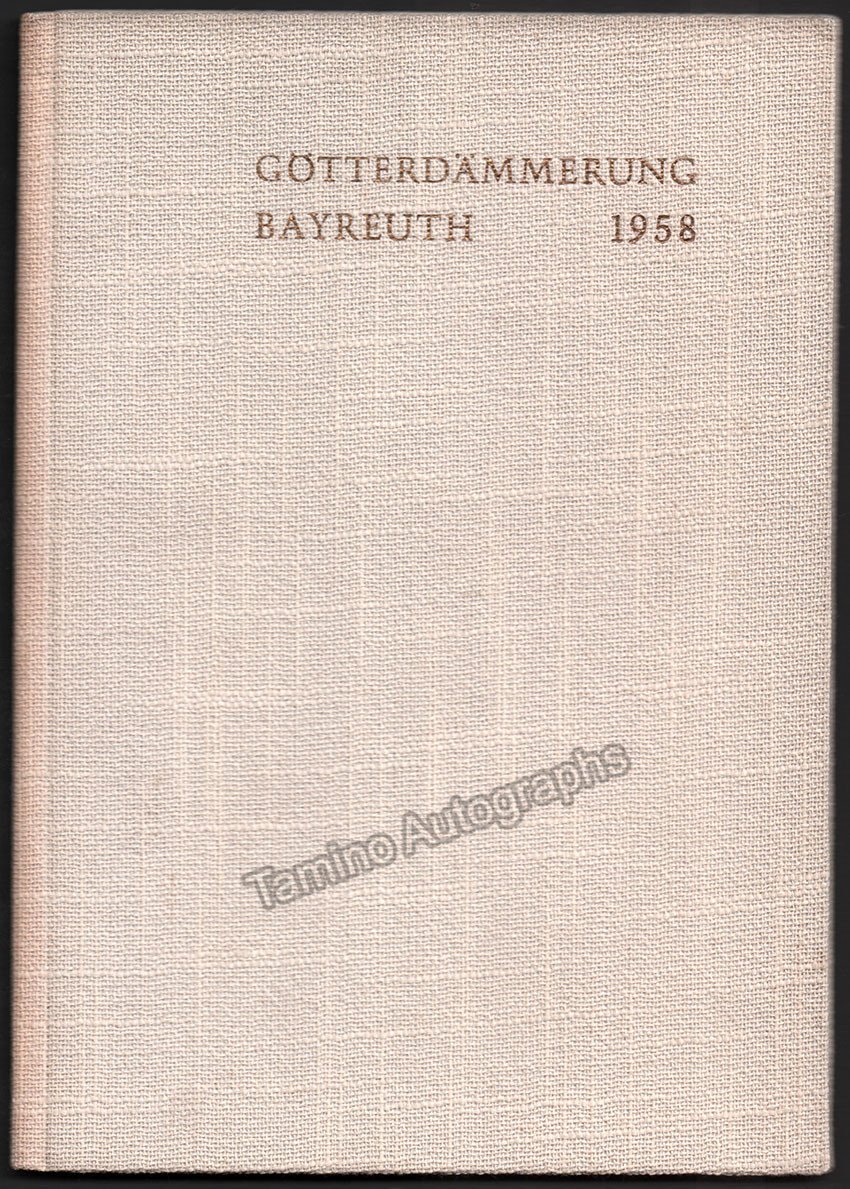 GÖTTERDÄMMERUNG
BAYREUTH 1958
Tamino Autographs